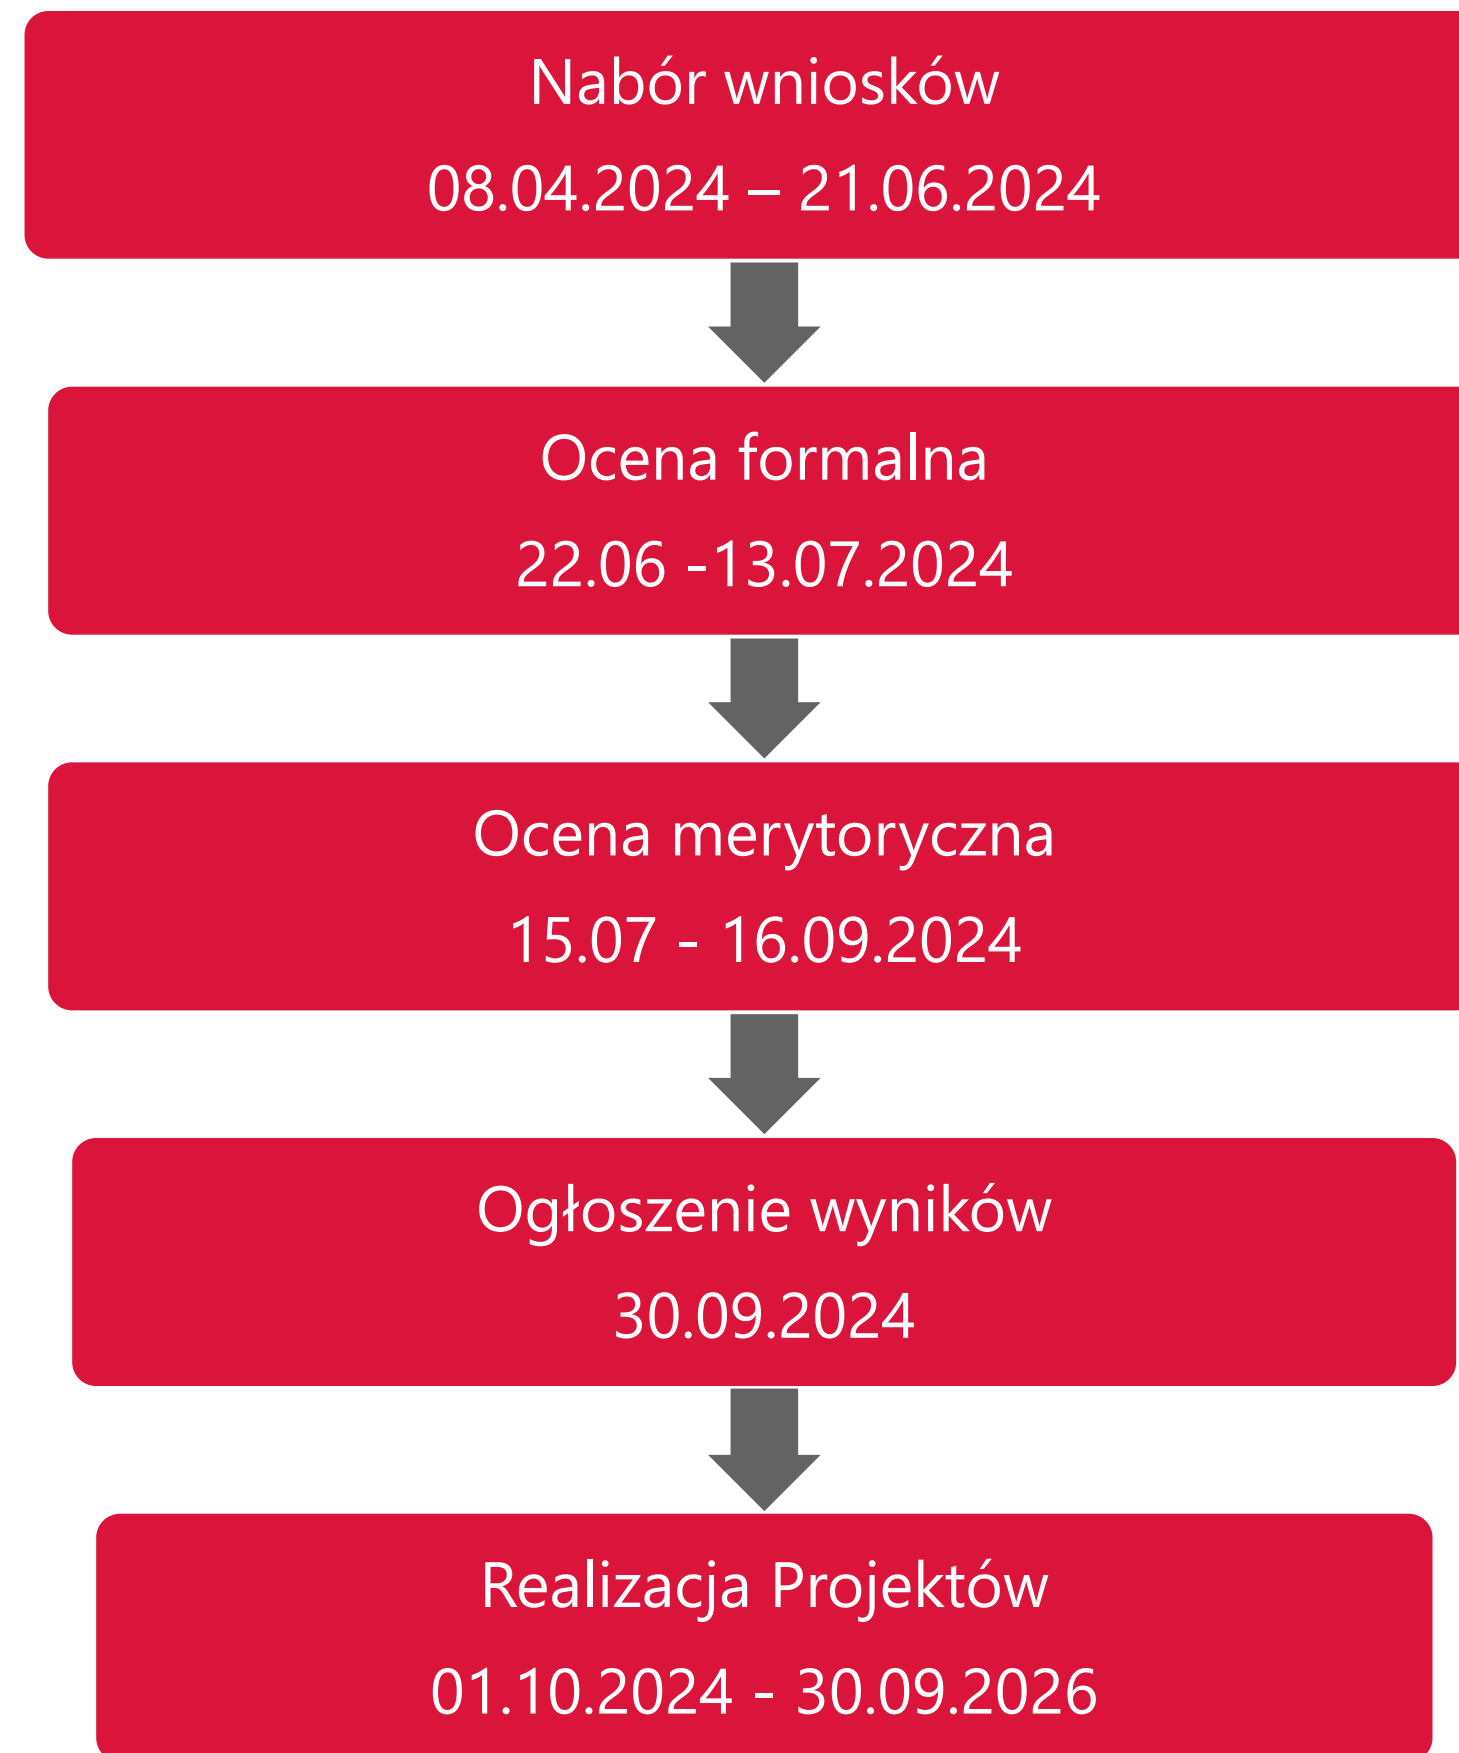 Nabór wniosków
08.04.2024 – 21.06.2024
Ocena formalna
22.06 -13.07.2024
Ocena merytoryczna
15.07 - 16.09.2024
Ogłoszenie wyników
30.09.2024
Realizacja Projektów
01.10.2024 - 30.09.2026